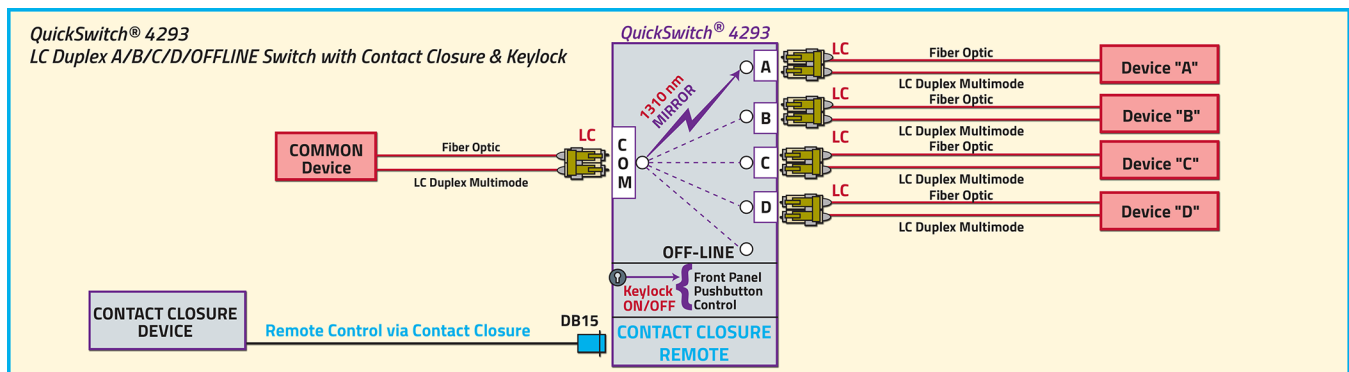 QuickSwitch® 4293
LC Duplex A/B/C/D/OFFLINE Switch with Contact Closure & Keylock
QuickSwitch® 4293
COMMON
Device
Fiber Optic
LC Duplex Multimode
LC
COM
1310 nm
MIRROR
A
B
C
D
OFF-LINE
LC
Fiber Optic
LC Duplex Multimode
Device "A"
LC
Fiber Optic
LC Duplex Multimode
Device "B"
LC
Fiber Optic
LC Duplex Multimode
Device "C"
LC
Fiber Optic
LC Duplex Multimode
Device "D"
Keylock
ON/OFF
Front Panel
Pushbutton
Control
CONTACT CLOSURE
DEVICE
Remote Control via Contact Closure
DB15
CONTACT CLOSURE
REMOTE